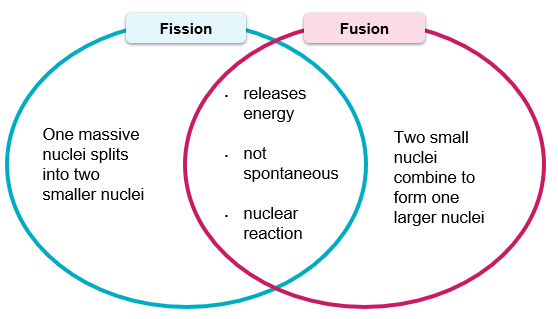 Fission
Fusion
One massive
nuclei splits
into two
smaller nuclei
· releases
energy
· not
spontaneous
· nuclear
reaction
Two small
nuclei
combine to
form one
larger nuclei